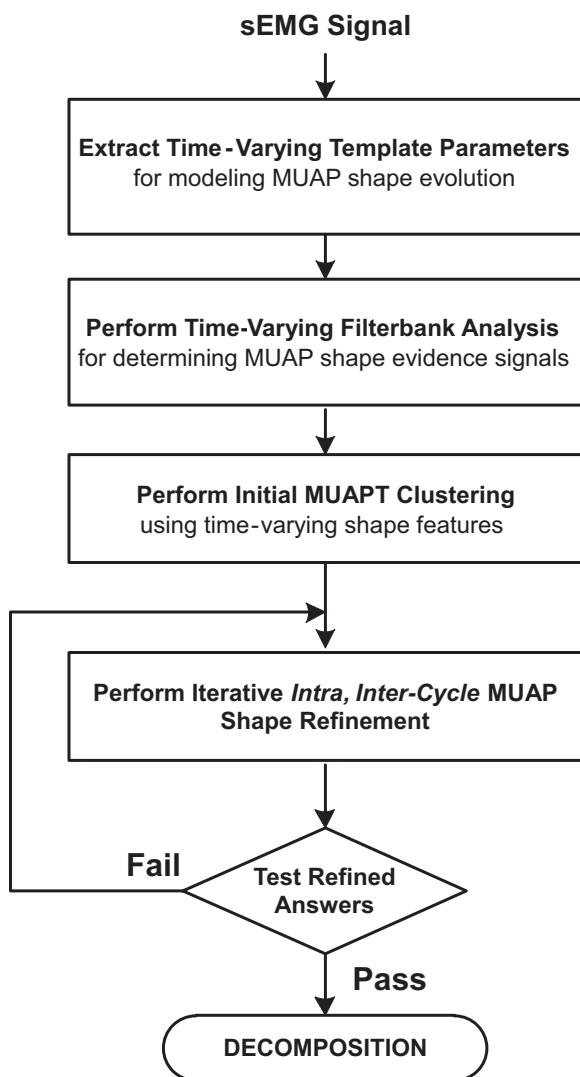 sEMG Signal
Extract Time-Varying Template Parameters
for modeling MUAP shape evolution
Perform Time-Varying Filterbank Analysis
for determining MUAP shape evidence signals
Perform Initial MUAPT Clustering
using time-varying shape features
Perform Iterative Intra, Inter-Cycle MUAP
Shape Refinement
Fail
Test Refined
Answers
Pass
DECOMPOSITION